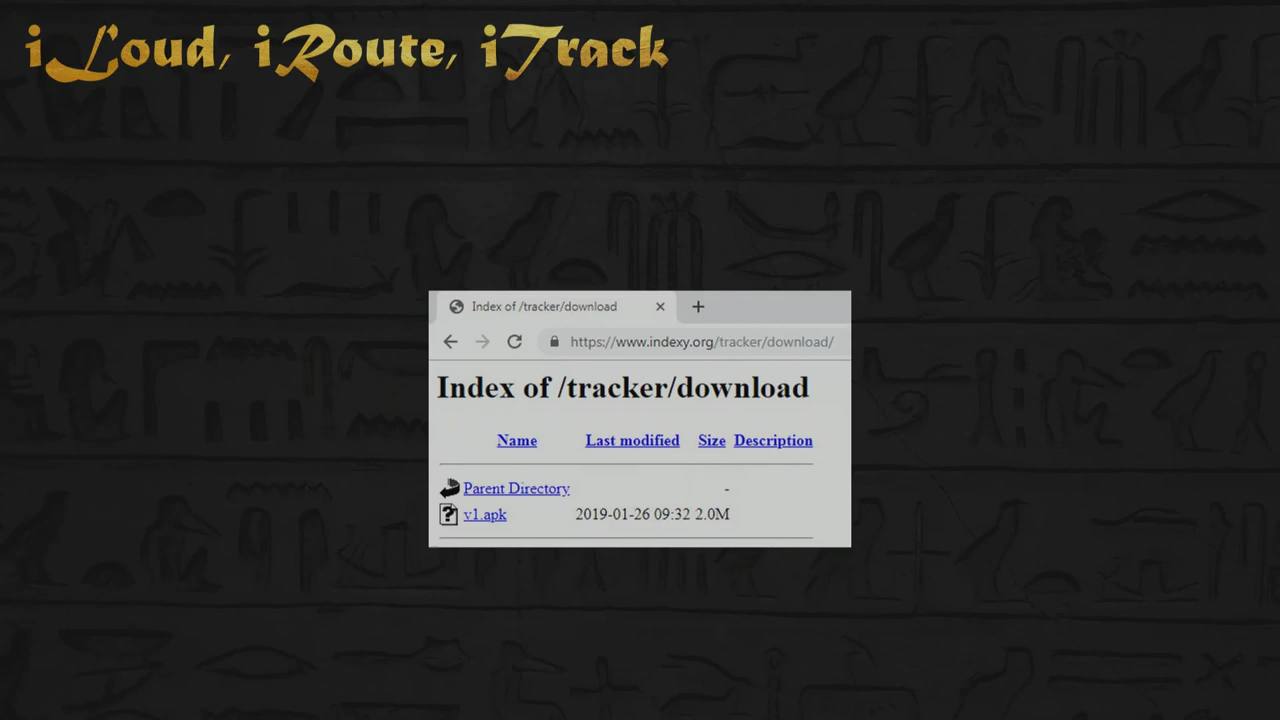 iLoud, iRoute, iTrack
Index of /tracker/download
https://www.indexy.org/tracker/download/
Index of /tracker/download
Name Last modified Size Description
Parent Directory -
v1.apk 2019-01-26 09:32 2.0M